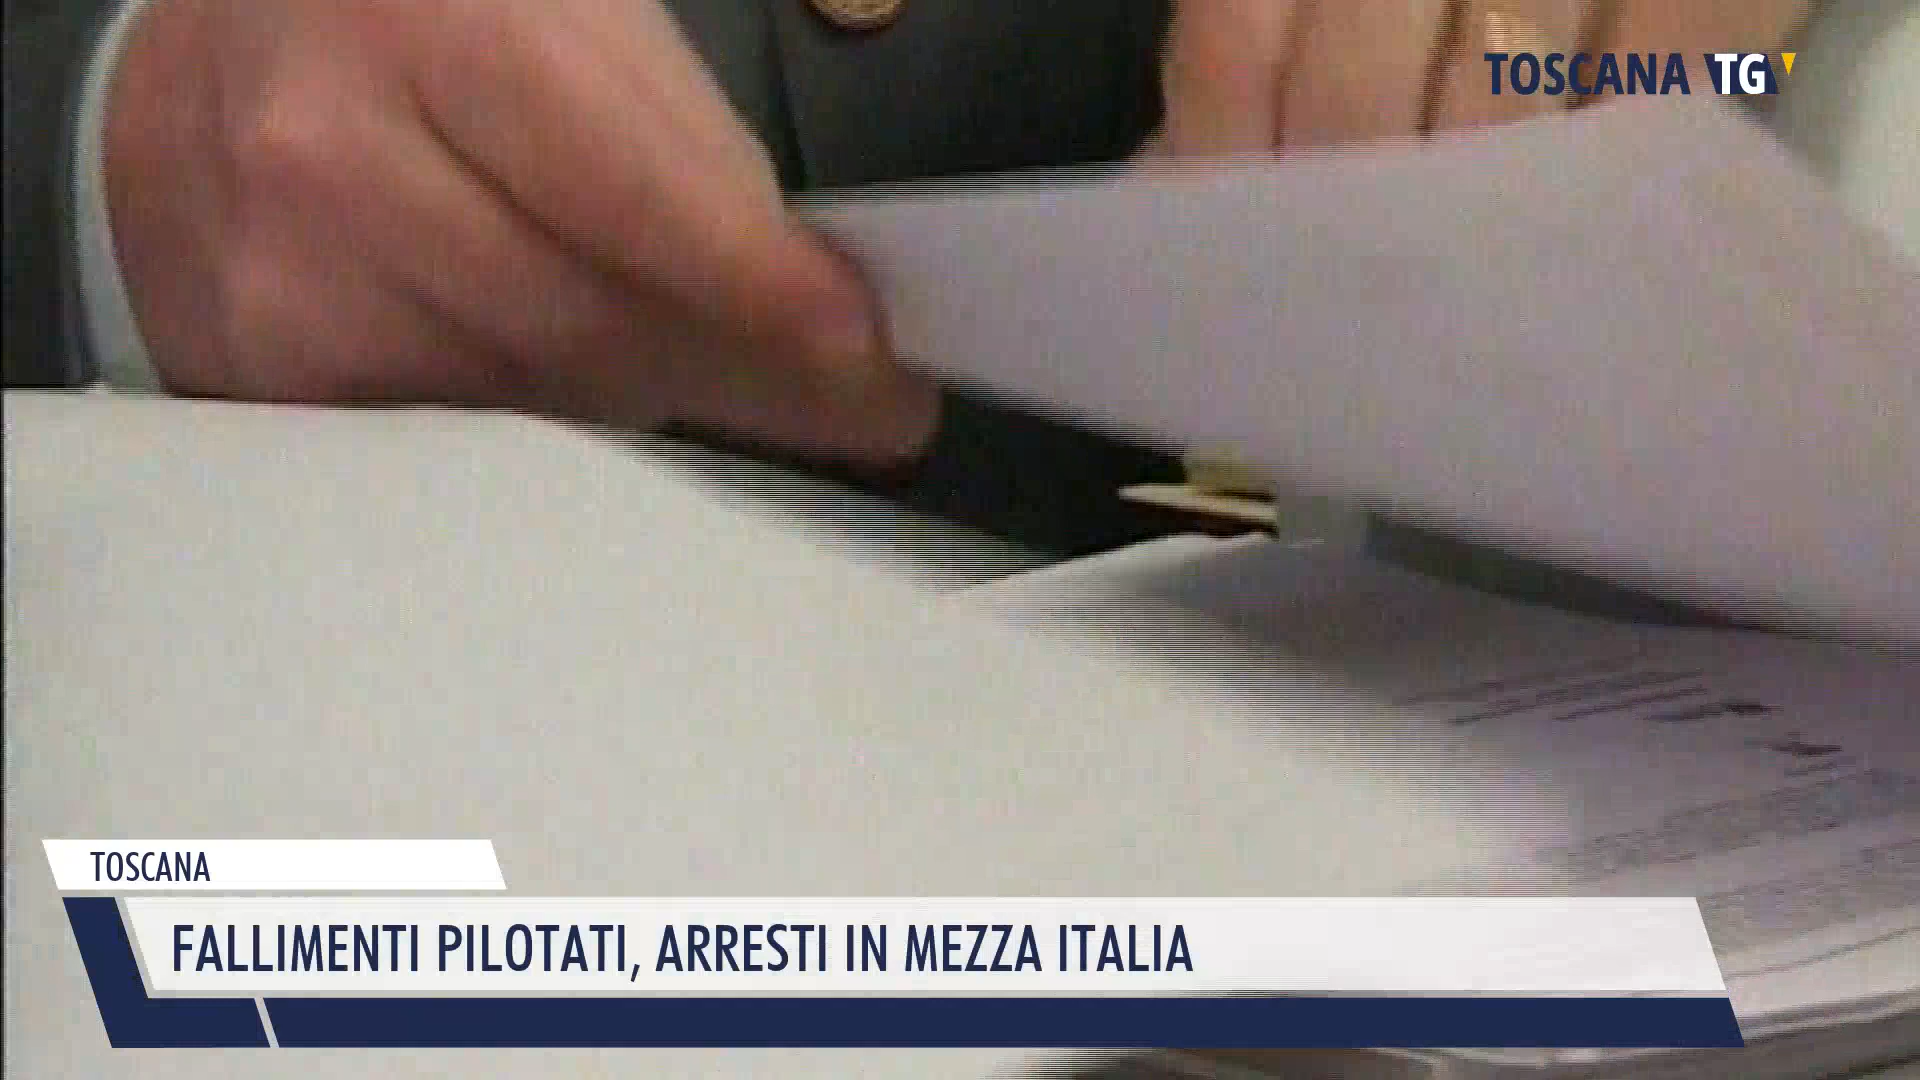 TOSCANA TG
TOSCANA
FALLIMENTI PILOTATI, ARRESTI IN MEZZA ITALIA